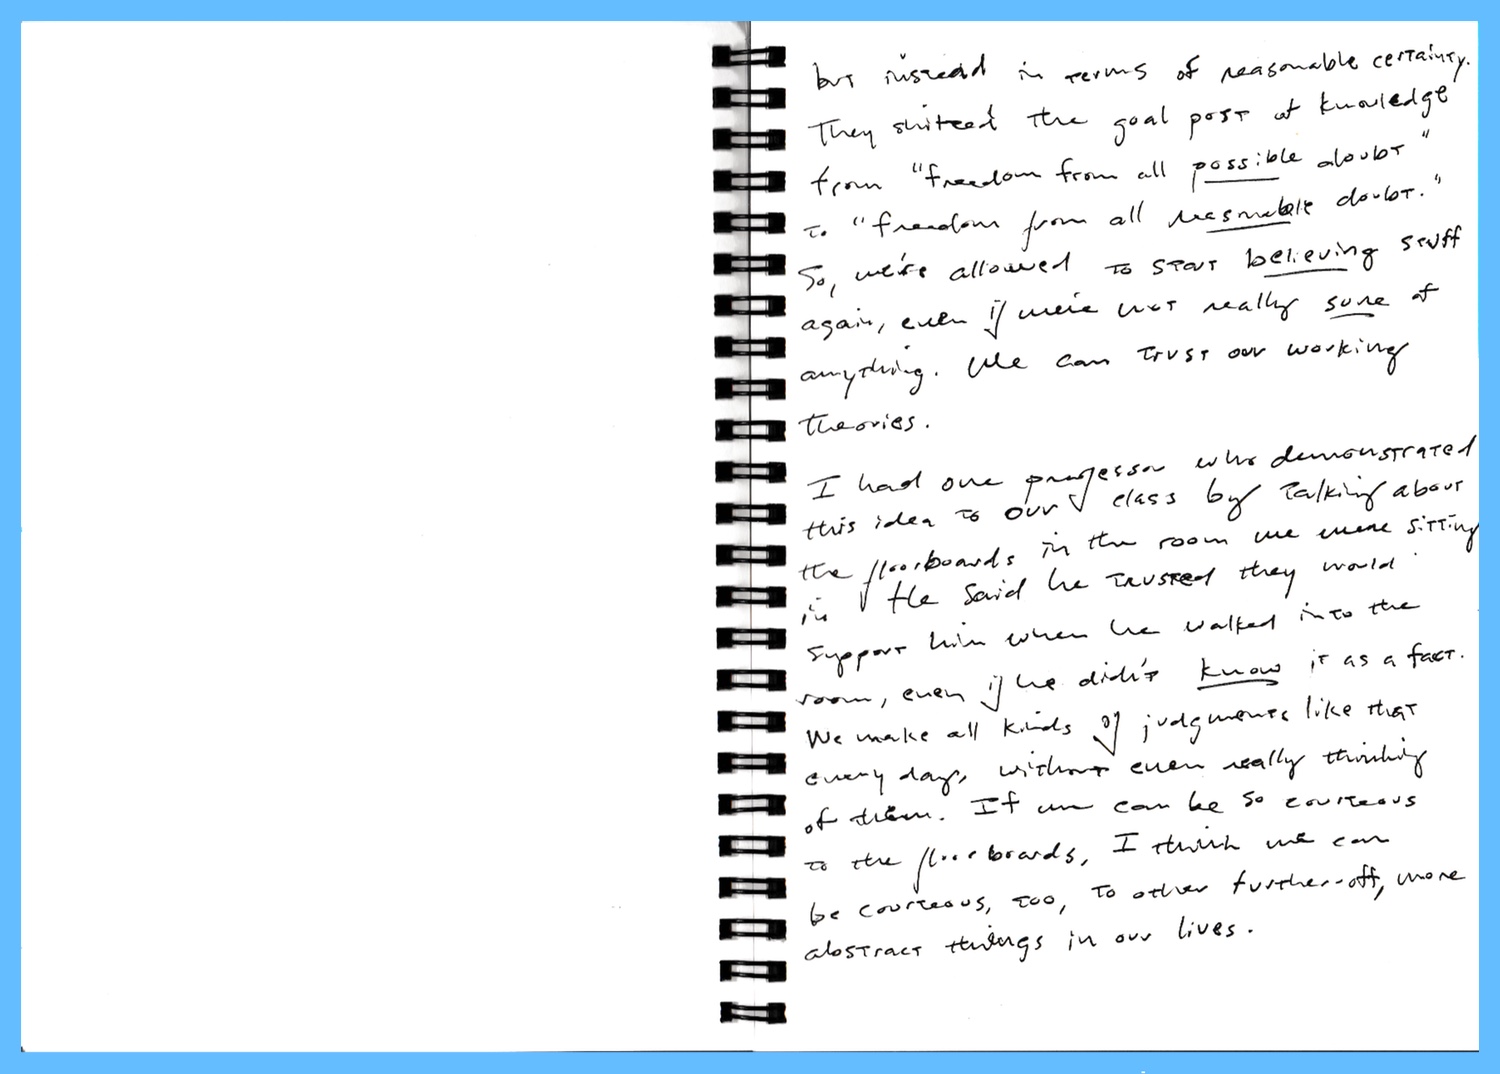 but instead in terms of reasonable certainty.
They shifted the goal post of knowledge
from "freedom from all possible doubt"
to "freedom from all reasonable doubt."
So, we're allowed to start believing stuff
again, even if we're not really sure of
anything. We can trust our working
theories.
I had one professor who demonstrated
this idea to our class by talking about
the floorboards in the room we were sitting
in. He said he trusted they would
support him when he walked into the
room, even if he didn't know it as a fact.
We make all kinds of judgments like that
every day, without even really thinking
of them. If we can be so courteous
to the floorboards, I think we can
be courteous, too, to other further-off, more
abstract things in our lives.